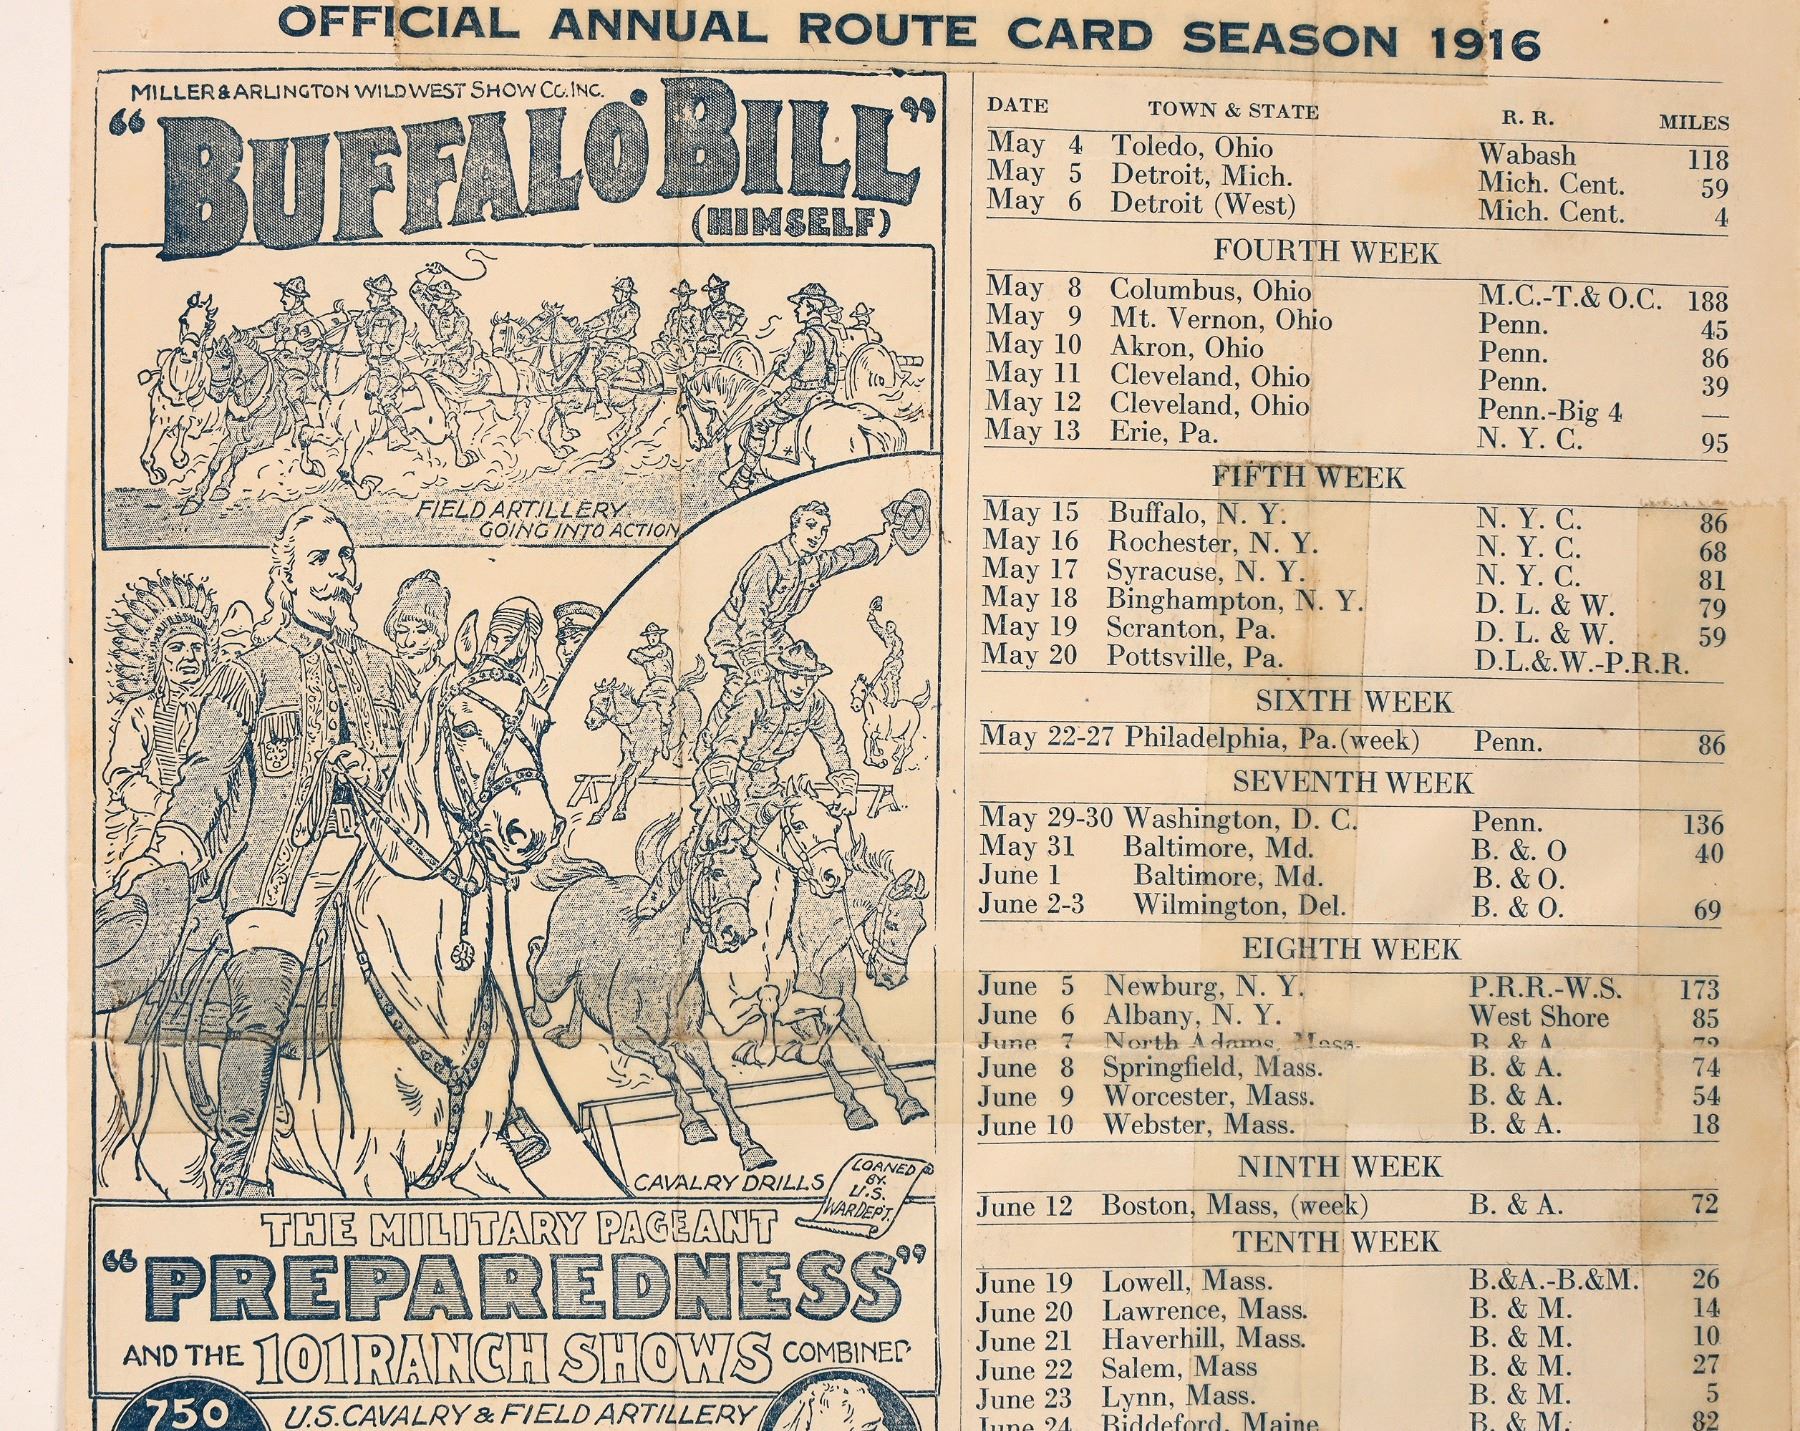 OFFICIAL ANNUAL ROUTE CARD SEASON 1916
MILLER & ARLINGTON WILD WEST SHOW Co. INC.
"BUFFALO BILL"
(HIMSELF)
FIELD ARTILLERY
GOING INTO ACTION
CAVALRY DRILLS
LOANED
BY
U.S.
WAR DEPT.
THE MILITARY PAGEANT
"PREPAREDNESS"
AND THE 101 RANCH SHOWS COMBINED
750
U.S. CAVALRY & FIELD ARTILLERY
DATE TOWN & STATE R. R. MILES
May 4 Toledo, Ohio Wabash 118
May 5 Detroit, Mich. Mich. Cent. 59
May 6 Detroit (West) Mich. Cent. 4
FOURTH WEEK
May 8 Columbus, Ohio M.C.-T.& O.C. 188
May 9 Mt. Vernon, Ohio Penn. 45
May 10 Akron, Ohio Penn. 86
May 11 Cleveland, Ohio Penn. 39
May 12 Cleveland, Ohio Penn.-Big 4 —
May 13 Erie, Pa. N. Y. C. 95
FIFTH WEEK
May 15 Buffalo, N. Y. N. Y. C. 86
May 16 Rochester, N. Y. N. Y. C. 68
May 17 Syracuse, N. Y. N. Y. C. 81
May 18 Binghampton, N. Y. D. L. & W. 79
May 19 Scranton, Pa. D. L. & W. 59
May 20 Pottsville, Pa. D.L.&.W.-P.R.R.
SIXTH WEEK
May 22-27 Philadelphia, Pa.(week) Penn. 86
SEVENTH WEEK
May 29-30 Washington, D. C. Penn. 136
May 31 Baltimore, Md. B. &. O 40
June 1 Baltimore, Md. B. & O.
June 2-3 Wilmington, Del. B. & O. 69
EIGHTH WEEK
June 5 Newburg, N. Y. P.R.R.-W.S. 173
June 6 Albany, N. Y. West Shore 85
June 7 North Adams, Mass. B. & A.
June 8 Springfield, Mass. B. & A. 74
June 9 Worcester, Mass. B. & A. 54
June 10 Webster, Mass. B. & A. 18
NINTH WEEK
June 12 Boston, Mass, (week) B. & A. 72
TENTH WEEK
June 19 Lowell, Mass. B.&A.-B.&M. 26
June 20 Lawrence, Mass. B. & M. 14
June 21 Haverhill, Mass. B. & M. 10
June 22 Salem, Mass B. & M. 27
June 23 Lynn, Mass. B. & M. 5
June 24 Biddeford, Maine B. & M. 82